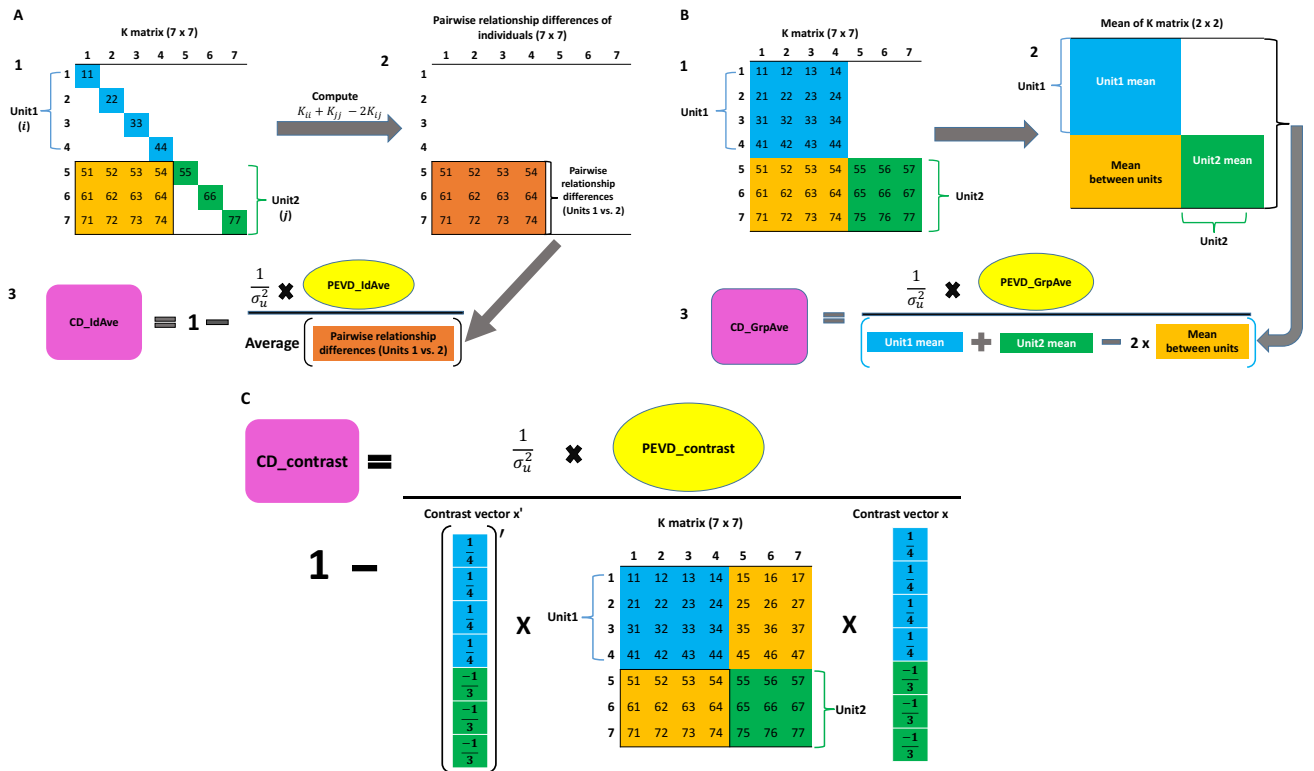 A
K matrix (7 x 7)
1 2 3 4 5 6 7
1
1 11
2 22
3 33
4 44
Unit1
(i)
5 51 52 53 54 55
6 61 62 63 64 66
7 71 72 73 74 77
Unit2
(j)
Compute
K_{ii} + K_{jj} − 2K_{ij}
Pairwise relationship differences of
individuals (7 x 7)
1 2 3 4 5 6 7
2
1
2
3
4
5 51 52 53 54
6 61 62 63 64
7 71 72 73 74
Pairwise
relationship
differences
(Units 1 vs. 2)
3
CD_IdAve = 1 −
1/σ_u^2 × PEVD_IdAve
Average
Pairwise relationship
differences (Units 1 vs. 2)
B
K matrix (7 x 7)
1 2 3 4 5 6 7
1
1 11 12 13 14
2 21 22 23 24
3 31 32 33 34
4 41 42 43 44
Unit1
5 51 52 53 54 55 56 57
6 61 62 63 64 65 66 67
7 71 72 73 74 75 76 77
Unit2
Mean of K matrix (2 x 2)
2
Unit1
Unit1 mean
Mean
between units
Unit2 mean
Unit2
3
CD_GrpAve =
1/σ_u^2 × PEVD_GrpAve
Unit1 mean + Unit2 mean − 2 x
Mean
between units
C
CD_contrast =
1/σ_u^2 × PEVD_contrast
1 −
Contrast vector x'
1/4
1/4
1/4
1/4
-1/3
-1/3
-1/3
′
X
K matrix (7 x 7)
1 2 3 4 5 6 7
1 11 12 13 14 15 16 17
2 21 22 23 24 25 26 27
3 31 32 33 34 35 36 37
4 41 42 43 44 45 46 47
Unit1
5 51 52 53 54 55 56 57
6 61 62 63 64 65 66 67
7 71 72 73 74 75 76 77
Unit2
X
Contrast vector x
1/4
1/4
1/4
1/4
-1/3
-1/3
-1/3